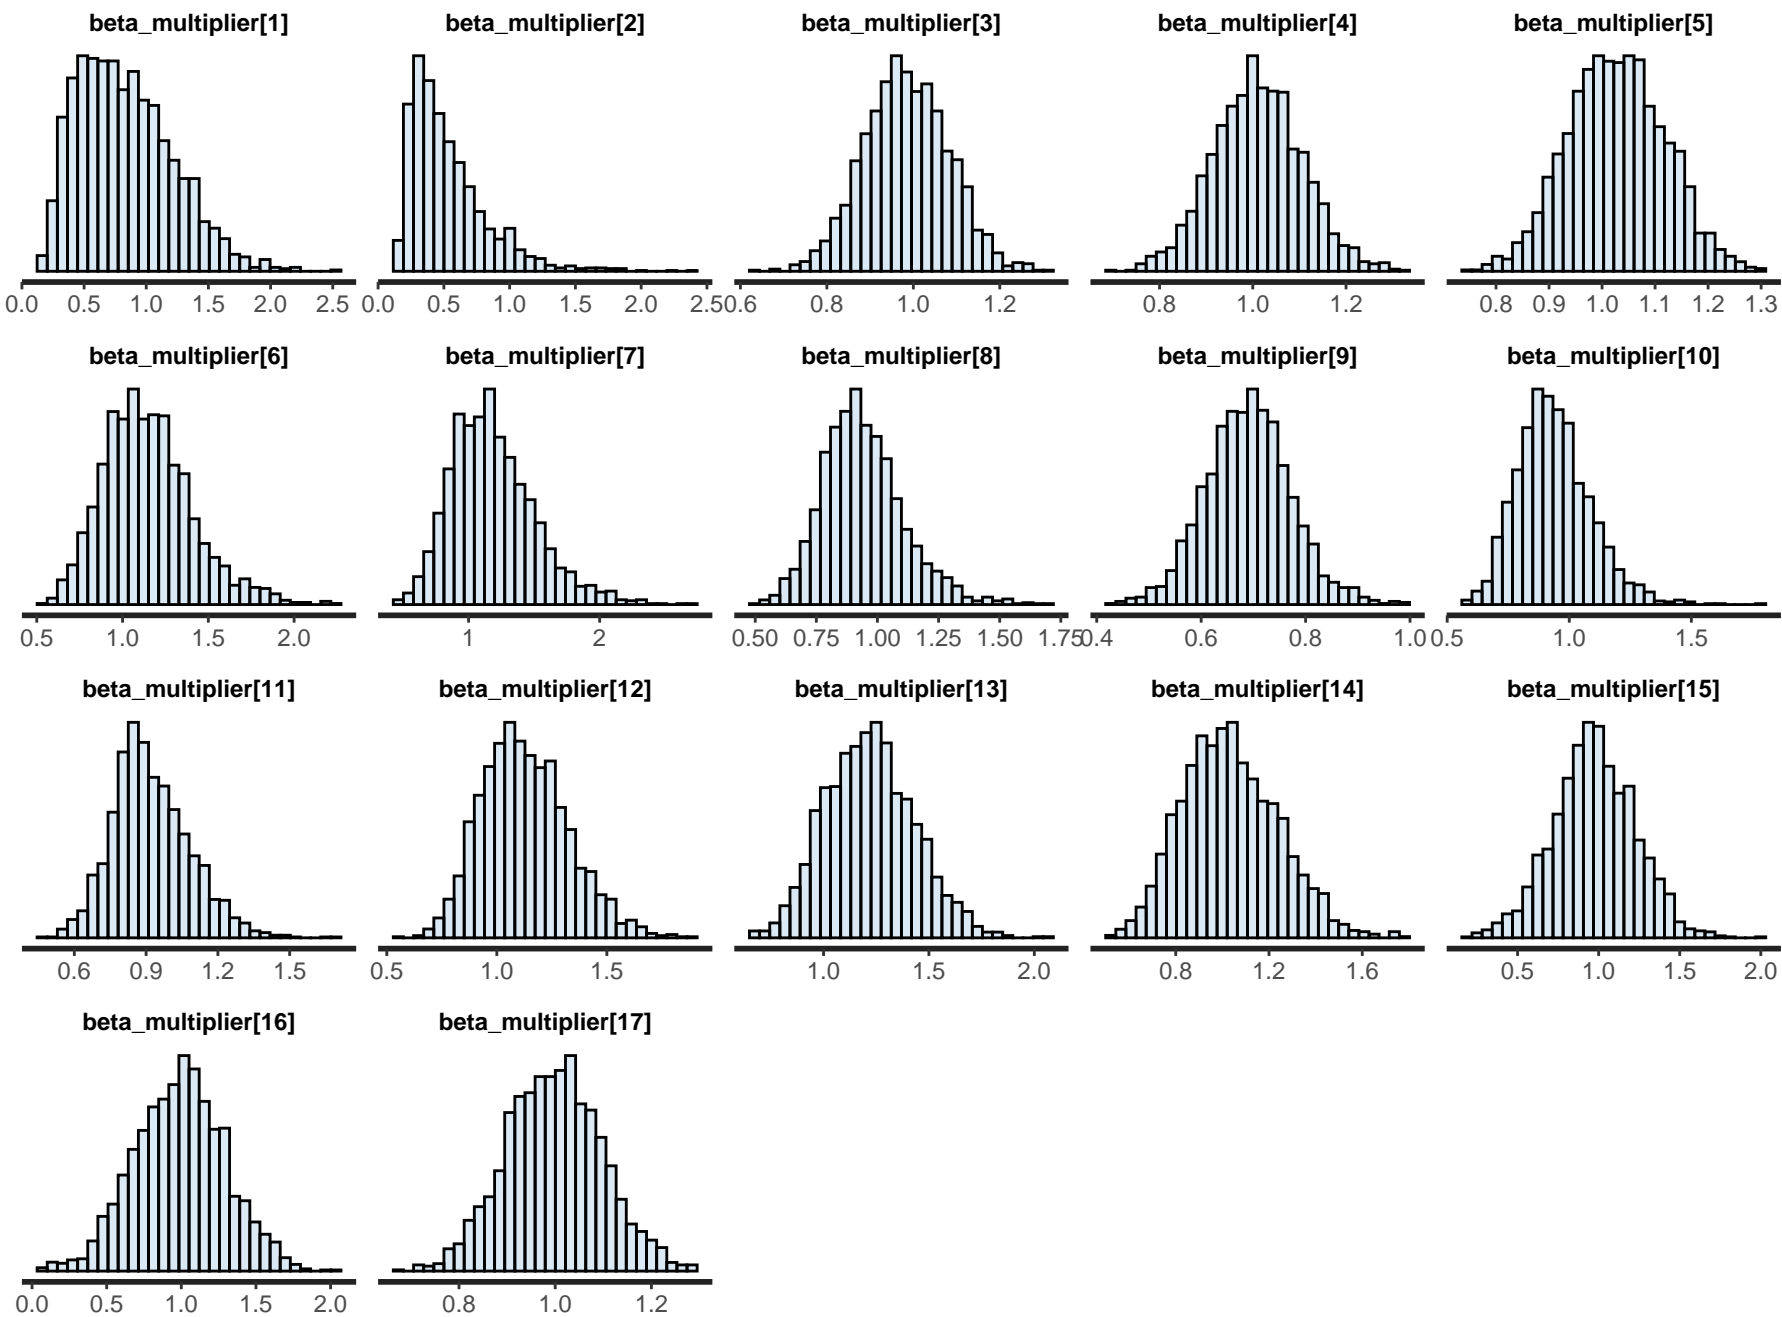 beta_multiplier[1] beta_multiplier[2] beta_multiplier[3] beta_multiplier[4] beta_multiplier[5]
0.0 0.5 1.0 1.5 2.0 2.5 0.0 0.5 1.0 1.5 2.0 2.5 0.6 0.8 1.0 1.2 0.8 1.0 1.2 0.8 0.9 1.0 1.1 1.2 1.3
beta_multiplier[6] beta_multiplier[7] beta_multiplier[8] beta_multiplier[9] beta_multiplier[10]
0.5 1.0 1.5 2.0 1 2 0.50 0.75 1.00 1.25 1.50 1.75 0.4 0.6 0.8 1.0 0.5 1.0 1.5
beta_multiplier[11] beta_multiplier[12] beta_multiplier[13] beta_multiplier[14] beta_multiplier[15]
0.6 0.9 1.2 1.5 0.5 1.0 1.5 1.0 1.5 2.0 0.8 1.2 1.6 0.5 1.0 1.5 2.0
beta_multiplier[16] beta_multiplier[17]
0.0 0.5 1.0 1.5 2.0 0.8 1.0 1.2